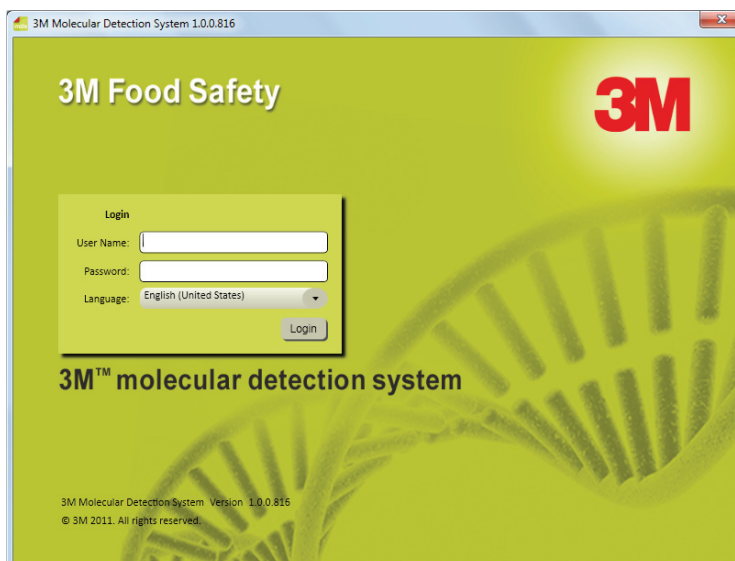 3M Molecular Detection System 1.0.0.816
3M Food Safety
3M
Login
User Name:
Password:
Language: English (United States)
Login
3M™ molecular detection system
3M Molecular Detection System Version 1.0.0.816
© 3M 2011. All rights reserved.